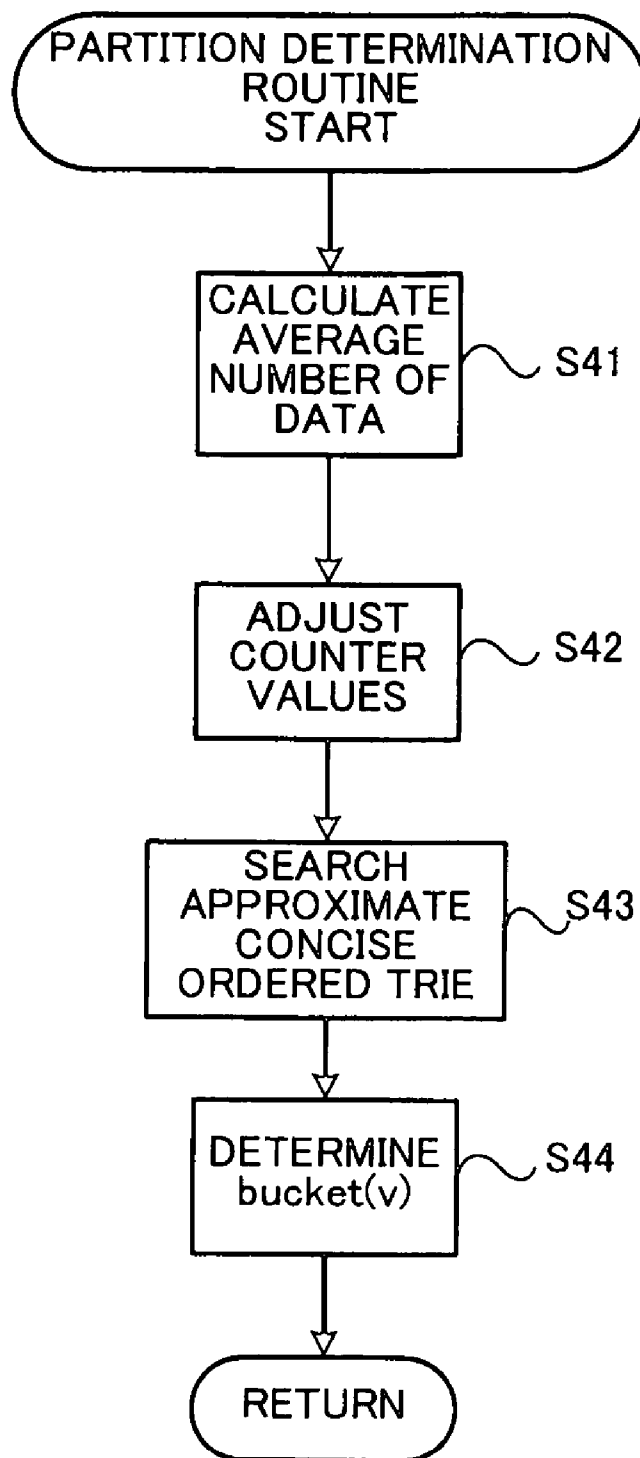 PARTITION DETERMINATION
ROUTINE
START
CALCULATE
AVERAGE
NUMBER OF
DATA
S41
ADJUST
COUNTER
VALUES
S42
SEARCH
APPROXIMATE
CONCISE
ORDERED TRIE
S43
DETERMINE
bucket(v)
S44
RETURN